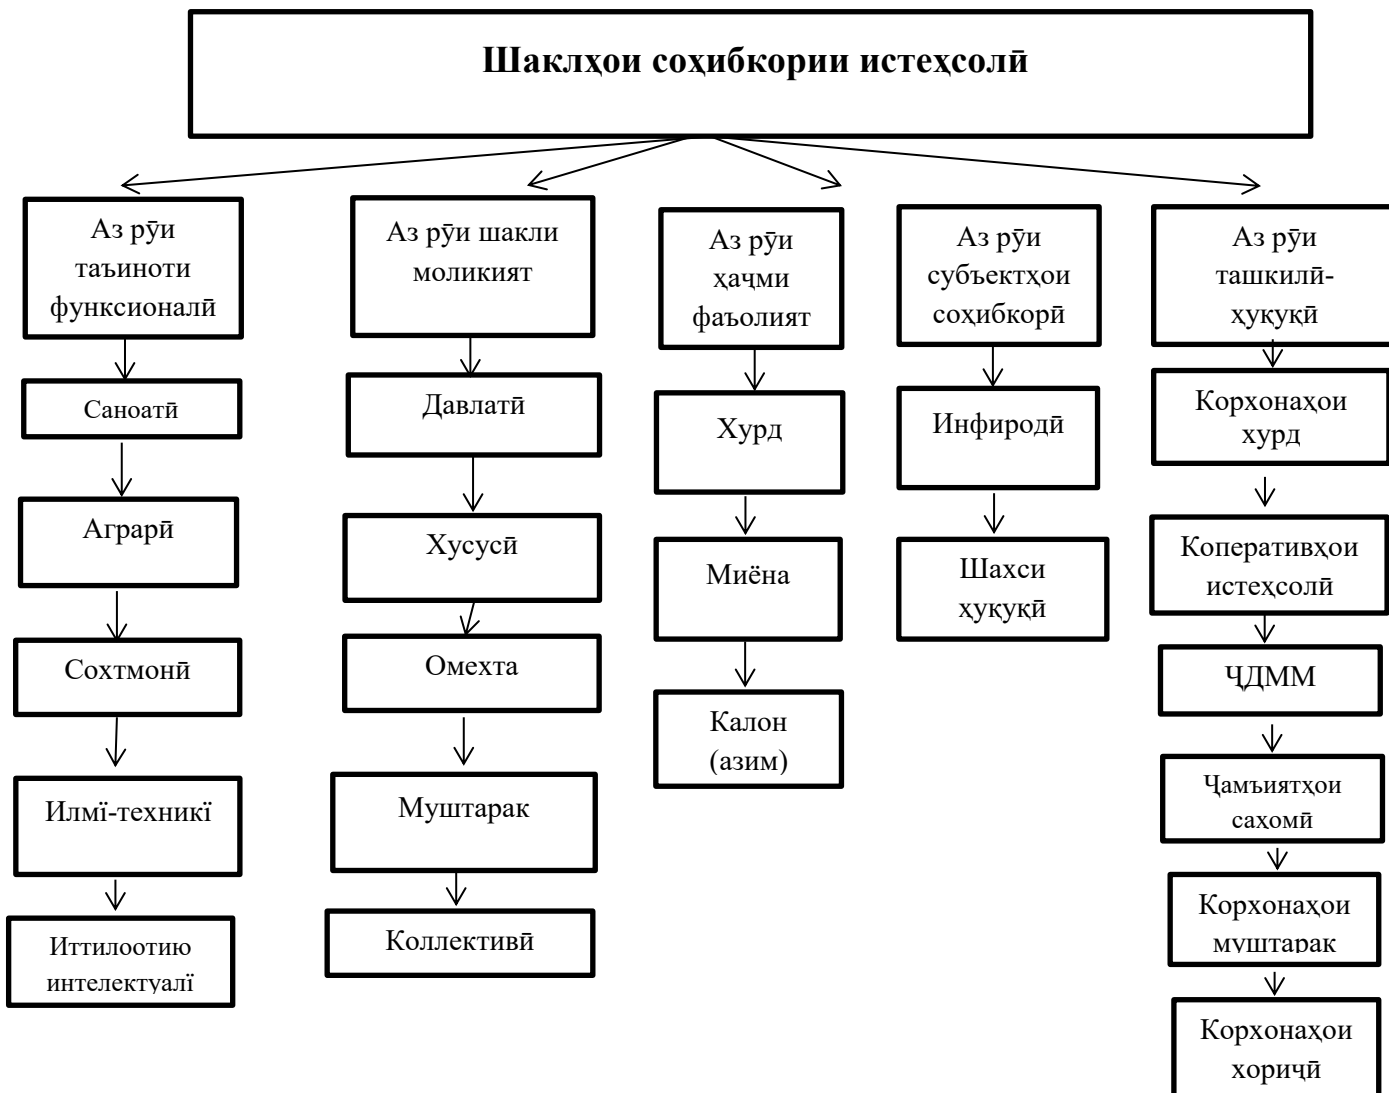 Шаклҳои соҳибкории истеҳсолӣ
Аз рӯи
таъиноти
функсионалӣ
Саноатӣ
Аграрӣ
Сохтмонӣ
Илмї-техникї
Иттилоотию
интелектуалї
Аз рӯи шакли
моликият
Давлатӣ
Хусусӣ
Омехта
Муштарак
Коллективӣ
Аз рӯи
ҳаҷми
фаъолият
Хурд
Миёна
Калон
(азим)
Аз рӯи
субъектҳои
соҳибкорӣ
Инфиродӣ
Шахси
ҳуқуқӣ
Аз рӯи
ташкилӣ-
ҳуқуқӣ
Корхонаҳои
хурд
Коперативҳои
истеҳсолӣ
ҶДММ
Ҷамъиятҳои
саҳомӣ
Корхонаҳои
муштарак
Корхонаҳои
хориҷӣ